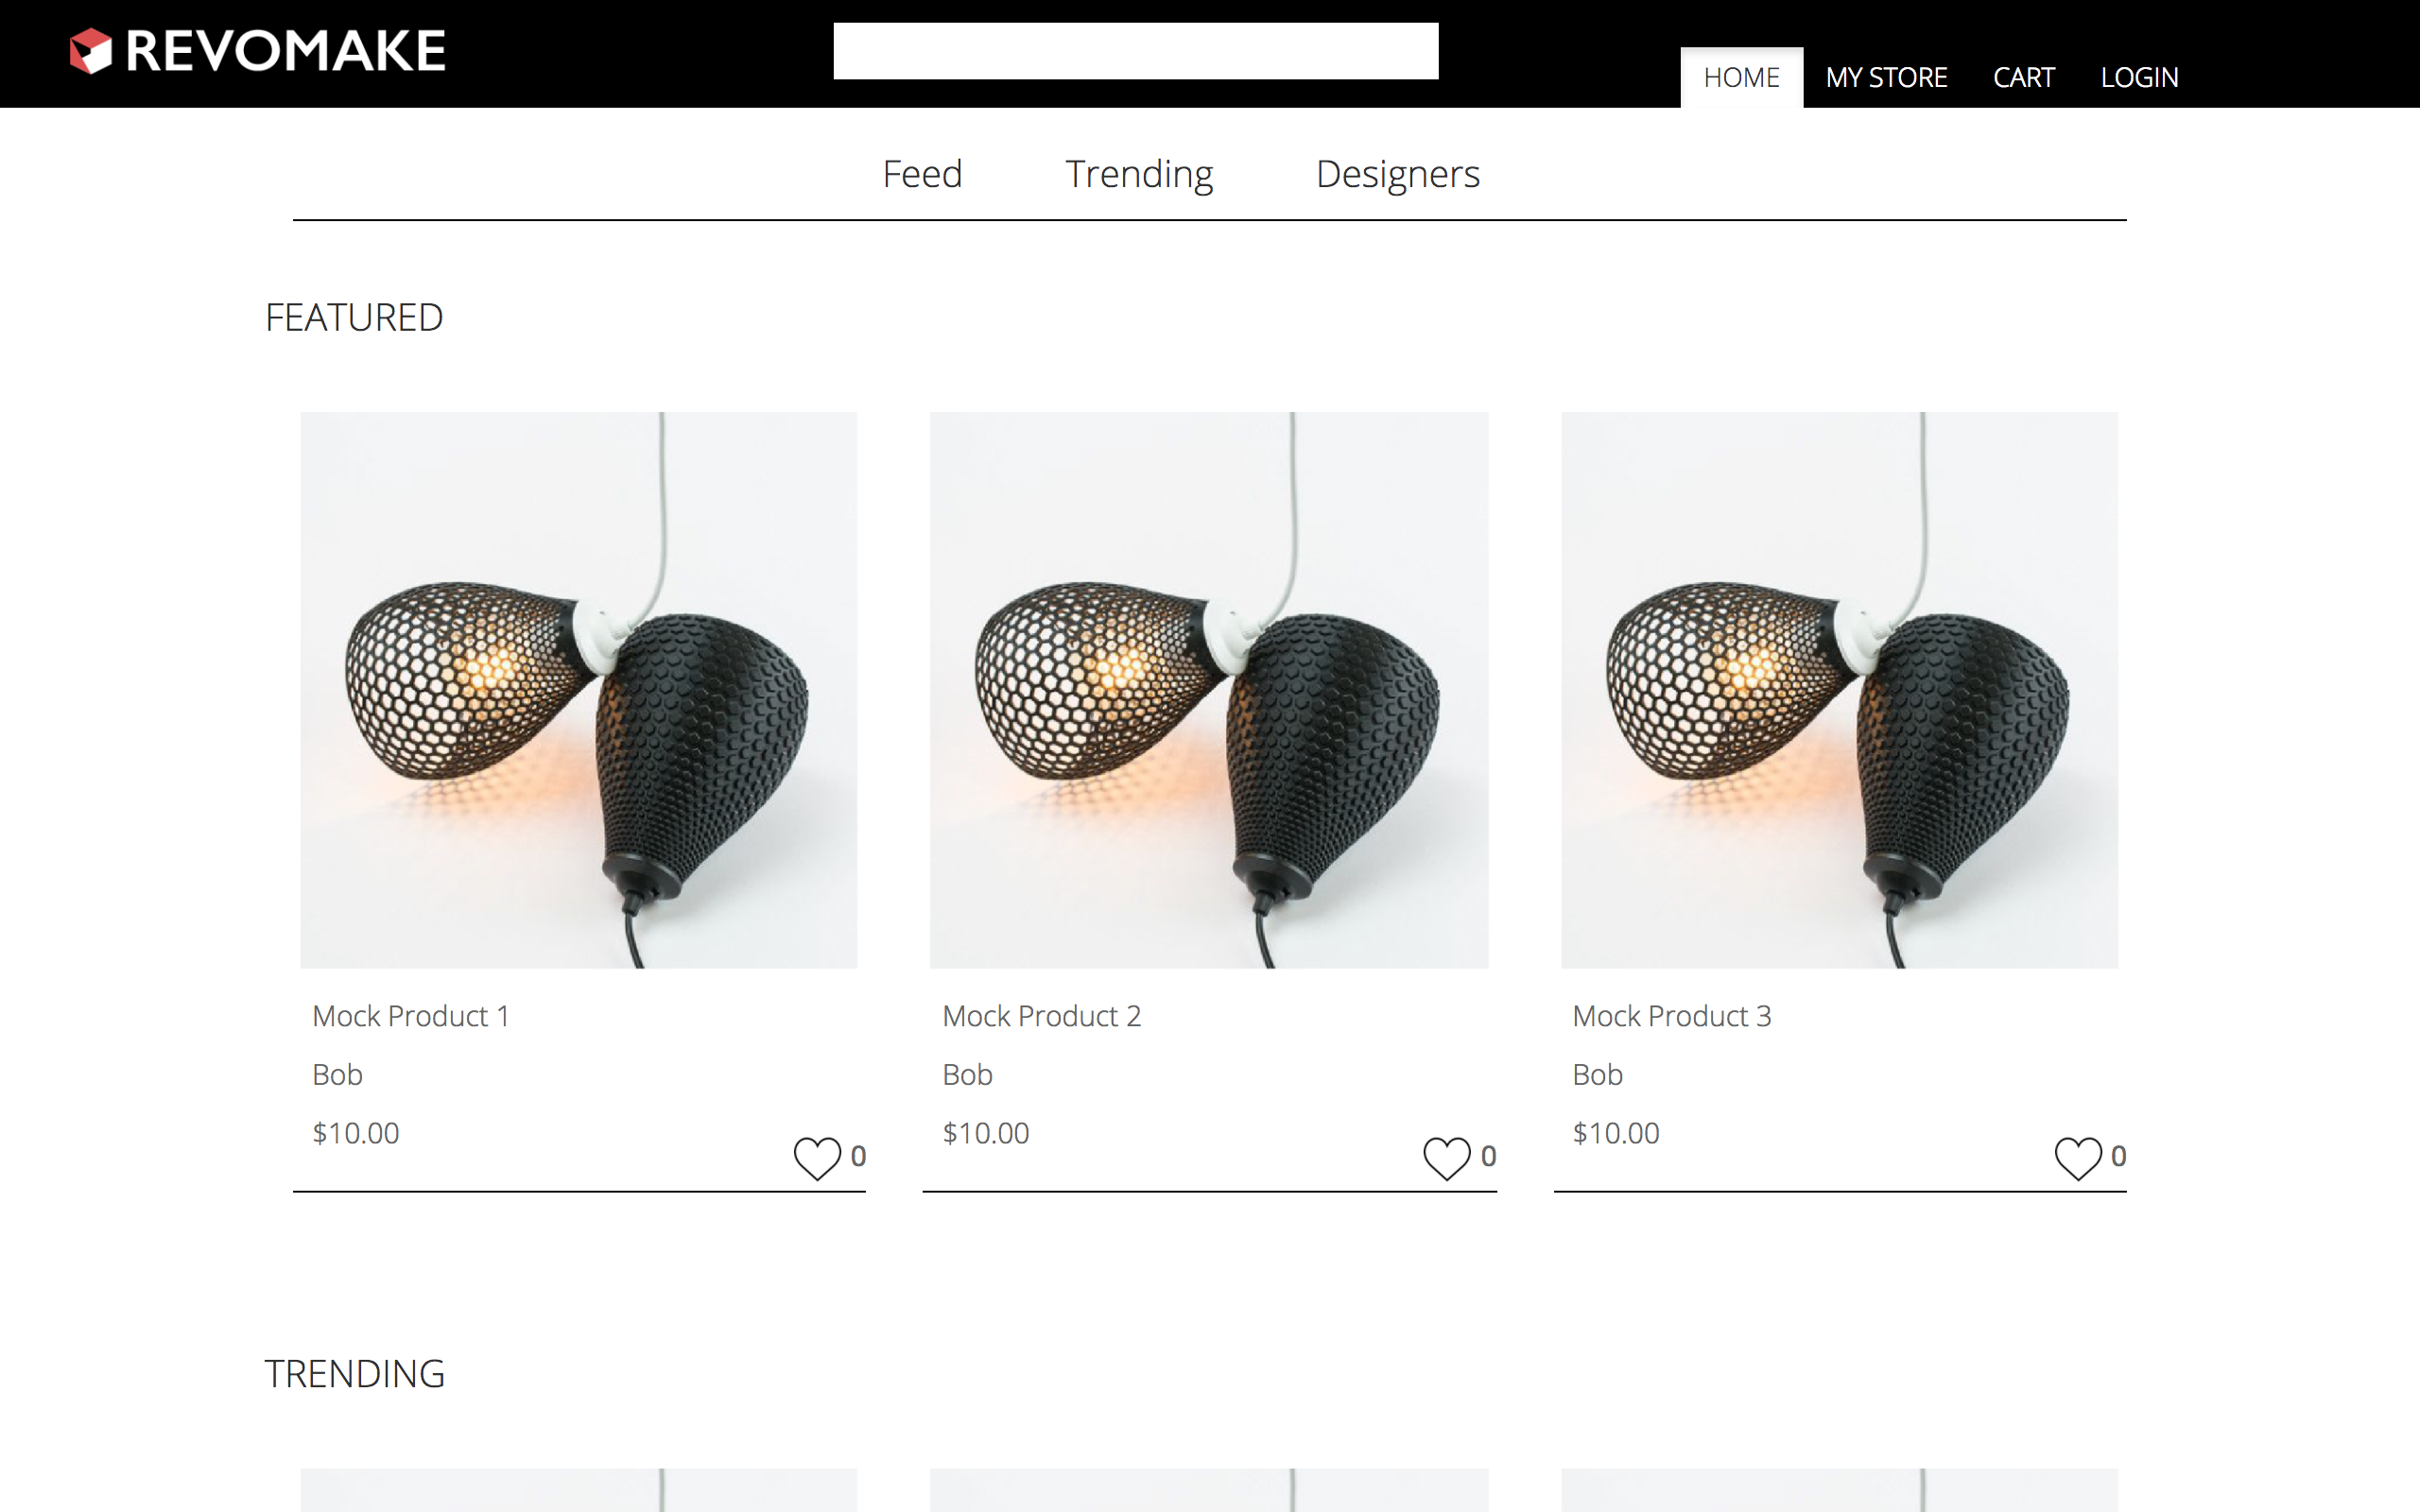 REVOMAKE
HOME MY STORE CART LOGIN
Feed Trending Designers
FEATURED
Mock Product 1
Bob
$10.00
0
Mock Product 2
Bob
$10.00
0
Mock Product 3
Bob
$10.00
0
TRENDING